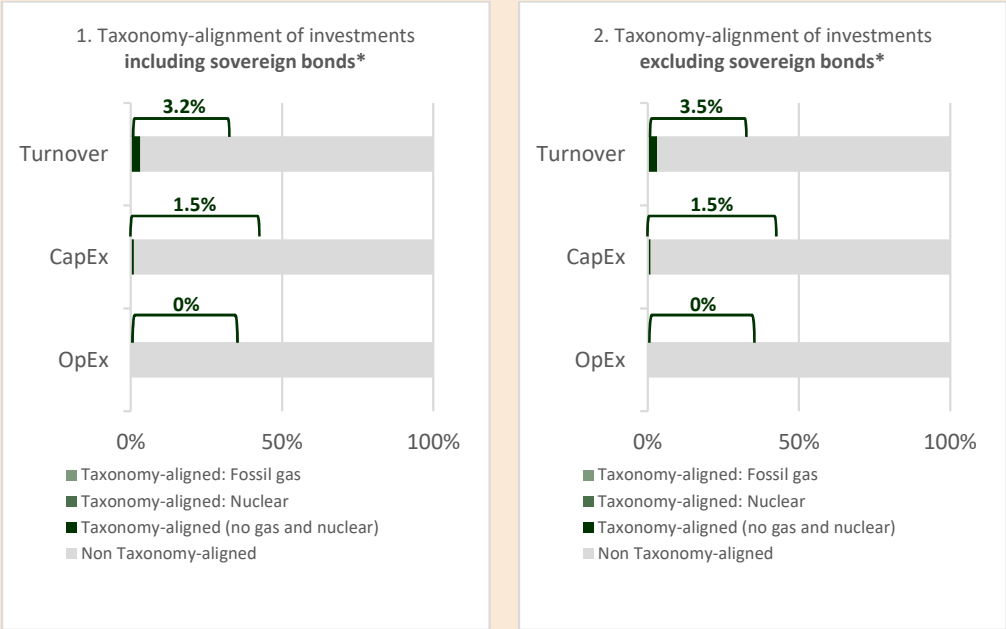 1. Taxonomy-alignment of investments
including sovereign bonds*
3.2%
Turnover
1.5%
CapEx
0%
OpEx
0% 50% 100%
Taxonomy-aligned: Fossil gas
Taxonomy-aligned: Nuclear
Taxonomy-aligned (no gas and nuclear)
Non Taxonomy-aligned
2. Taxonomy-alignment of investments
excluding sovereign bonds*
3.5%
Turnover
1.5%
CapEx
0%
OpEx
0% 50% 100%
Taxonomy-aligned: Fossil gas
Taxonomy-aligned: Nuclear
Taxonomy-aligned (no gas and nuclear)
Non Taxonomy-aligned